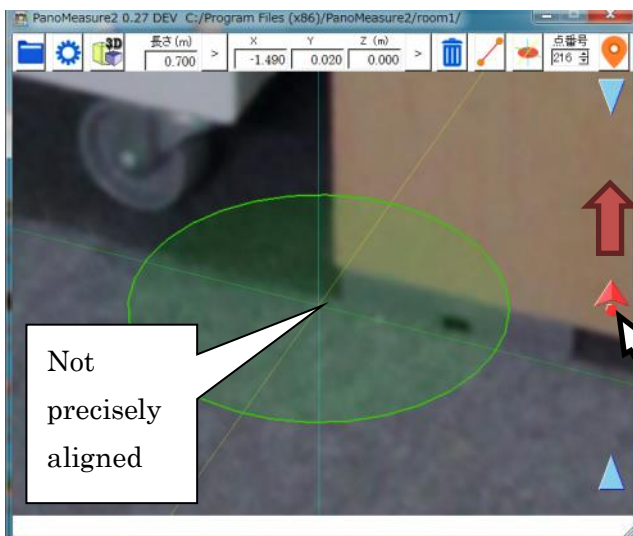 PanoMeasure2 0.27 DEV C:/Program Files (x86)/PanoMeasure2/room1/
3D 長さ(m) > X Y Z (m) > 点番号
0.700 -1.490 0.020 0.000 216
Not
precisely
aligned